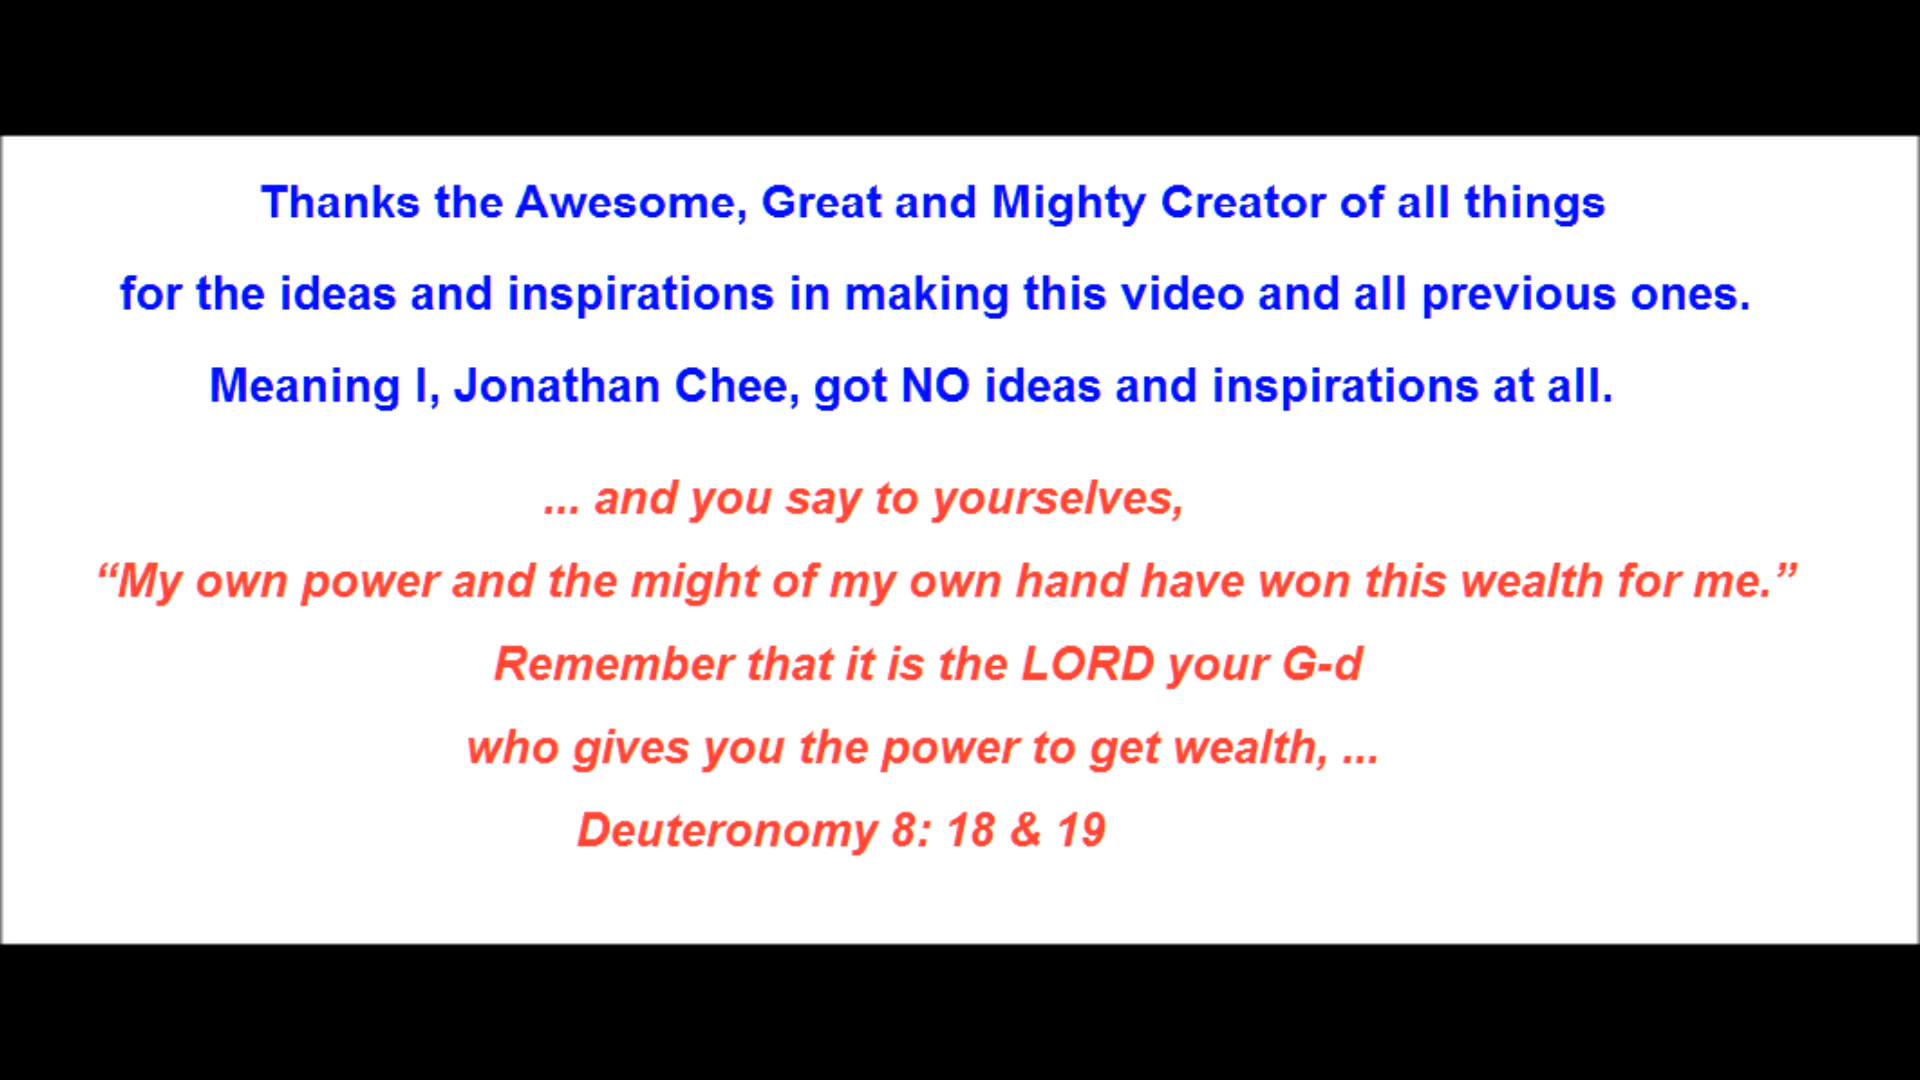 Thanks the Awesome, Great and Mighty Creator of all things
for the ideas and inspirations in making this video and all previous ones.
Meaning I, Jonathan Chee, got NO ideas and inspirations at all.
... and you say to yourselves,
“My own power and the might of my own hand have won this wealth for me.”
Remember that it is the LORD your G-d
who gives you the power to get wealth, ...
Deuteronomy 8: 18 & 19